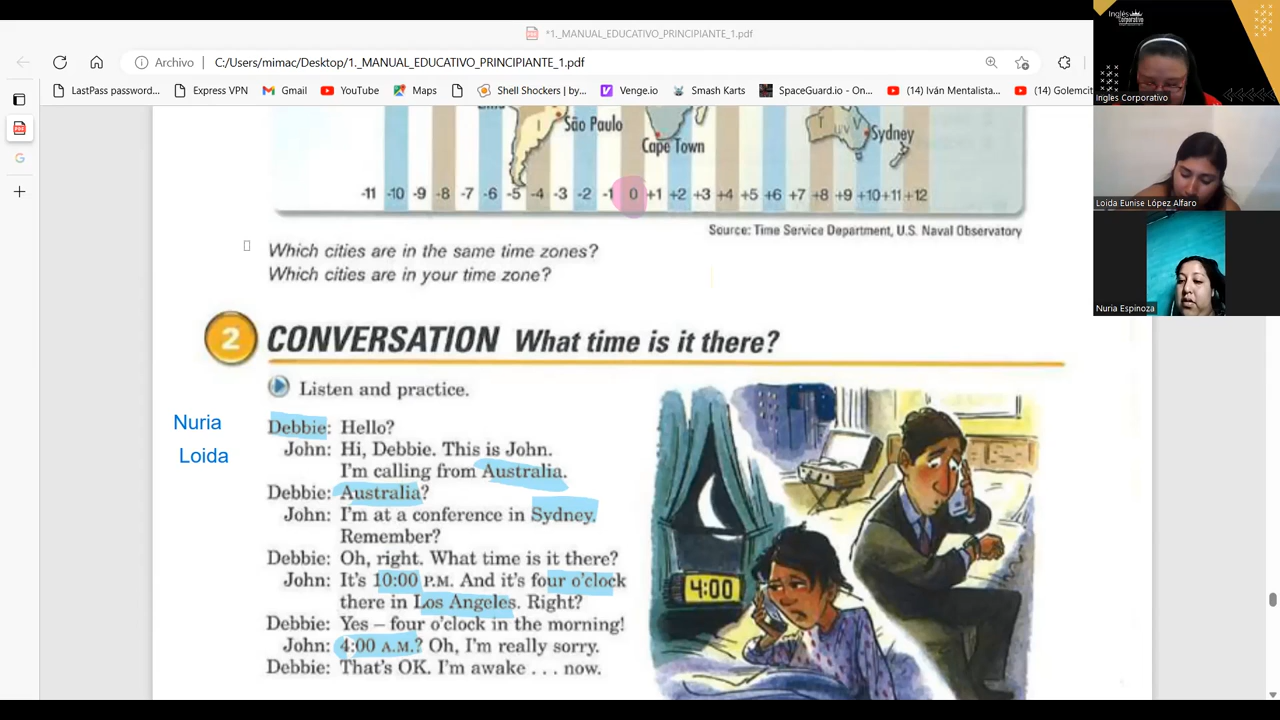 *1._MANUAL_EDUCATIVO_PRINCIPIANTE_1.pdf
Archivo C:/Users/mimac/Desktop/1._MANUAL_EDUCATIVO_PRINCIPIANTE_1.pdf
LastPass password... Express VPN Gmail YouTube Maps Shell Shockers | by... Venge.io Smash Karts SpaceGuard.io - On... (14) Iván Mentalista... (14) Golemcit
São Paulo
Cape Town
Sydney
I T U V
-11 -10 -9 -8 -7 -6 -5 -4 -3 -2 -1 0 +1 +2 +3 +4 +5 +6 +7 +8 +9 +10 +11 +12
Source: Time Service Department, U.S. Naval Observatory
Which cities are in the same time zones?
Which cities are in your time zone?
2 CONVERSATION What time is it there?
Listen and practice.
Nuria
Loida
Debbie: Hello?
John: Hi, Debbie. This is John.
I'm calling from Australia.
Debbie: Australia?
John: I'm at a conference in Sydney.
Remember?
Debbie: Oh, right. What time is it there?
John: It's 10:00 P.M. And it's four o'clock
there in Los Angeles. Right?
Debbie: Yes – four o'clock in the morning!
John: 4:00 A.M.? Oh, I'm really sorry.
Debbie: That's OK. I'm awake . . . now.
4:00
Inglés
Corporativo
Ingles Corporativo
Loida Eunise López Alfaro
Nuria Espinoza